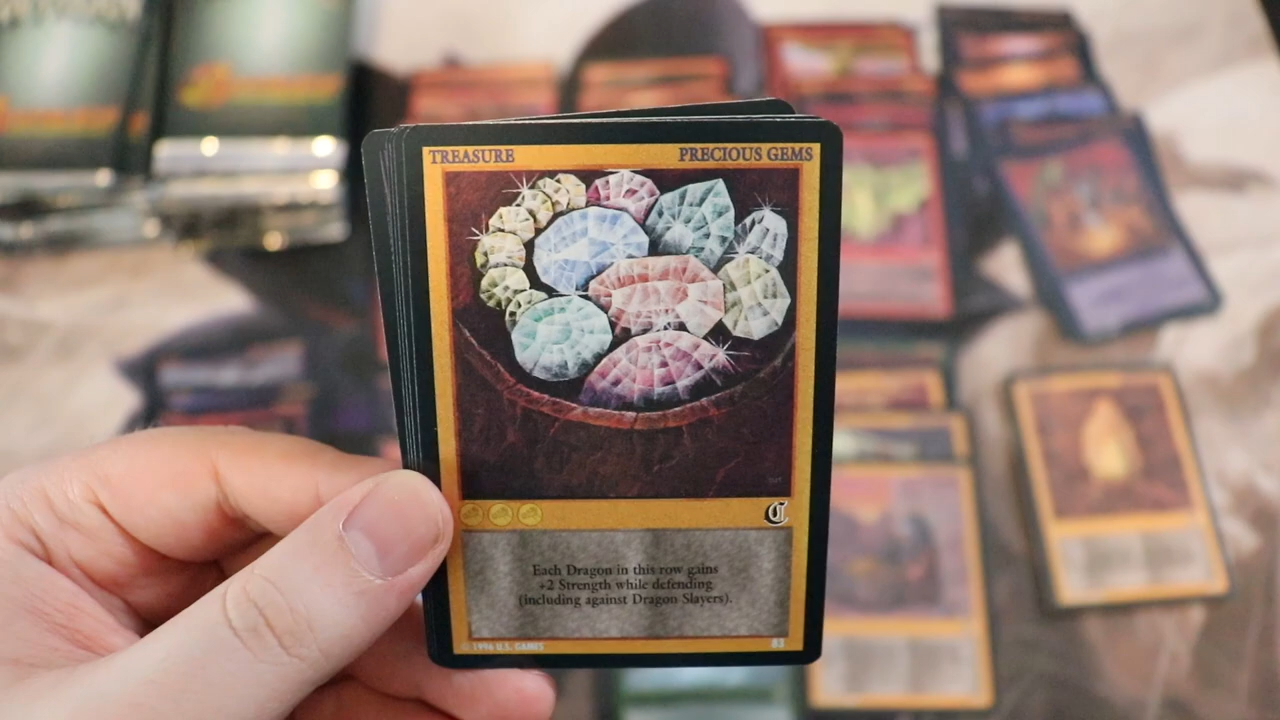 TREASURE PRECIOUS GEMS
C
Each Dragon in this row gains
+2 Strength while defending
(including against Dragon Slayers).
© 1996 U.S. GAMES 83